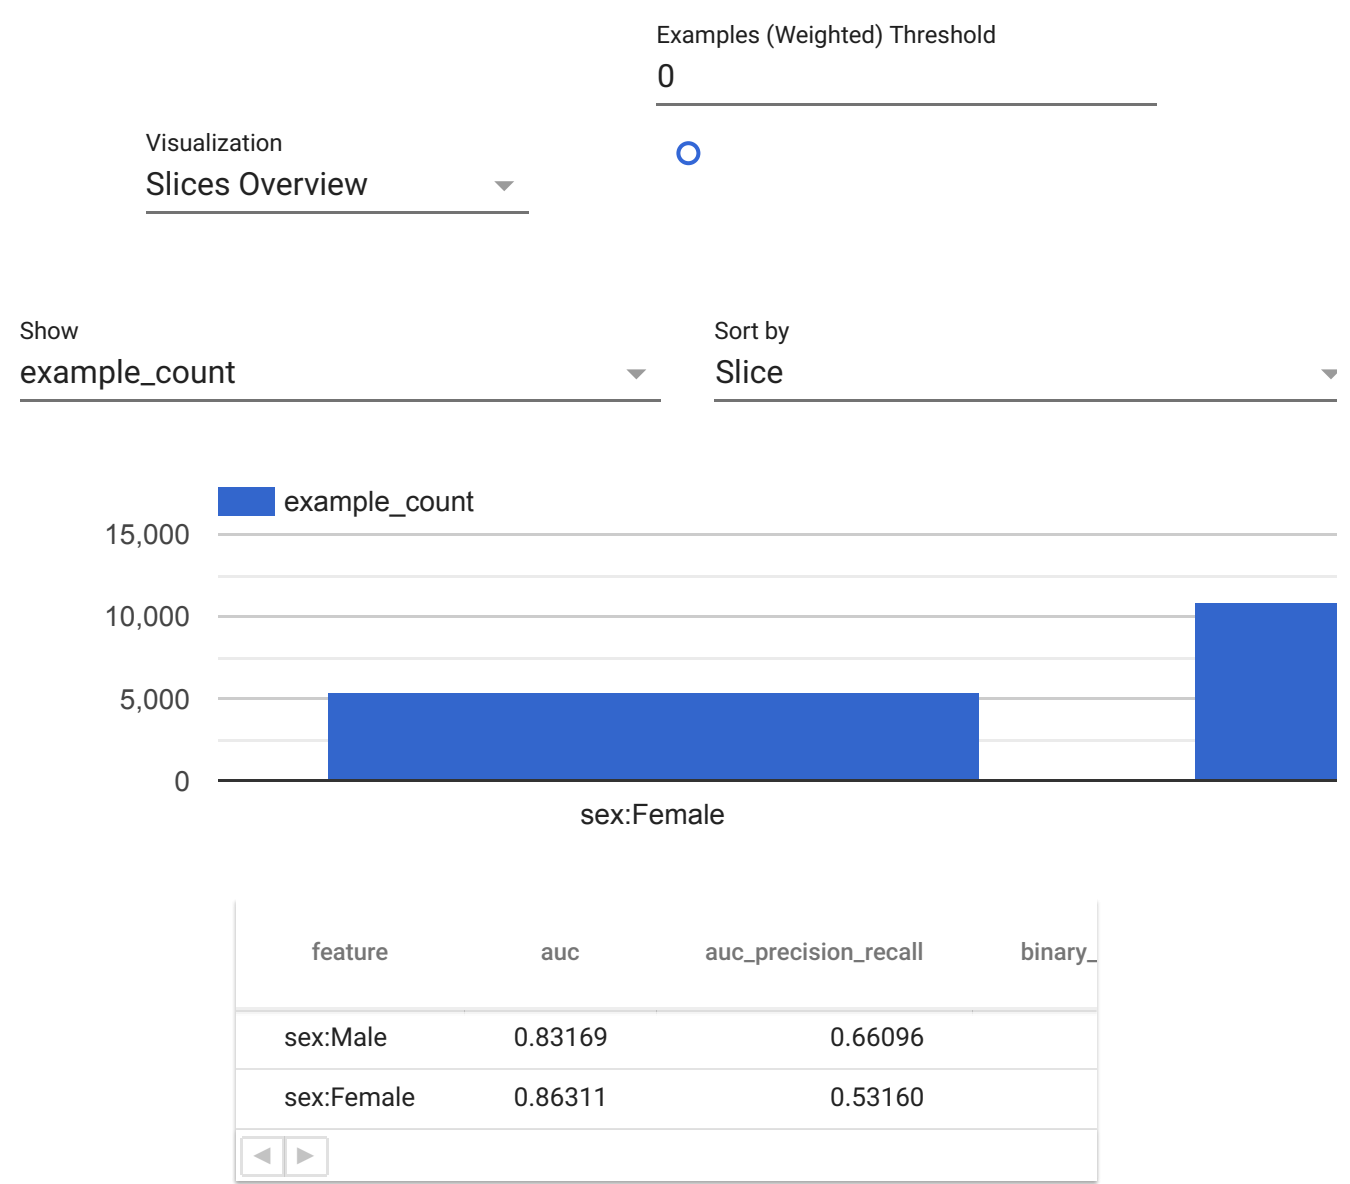 Examples (Weighted) Threshold
0
Visualization
Slices Overview
Show
example_count
Sort by
Slice
example_count
15,000
10,000
5,000
0
sex:Female
feature auc auc_precision_recall binary_
sex:Male 0.83169 0.66096
sex:Female 0.86311 0.53160